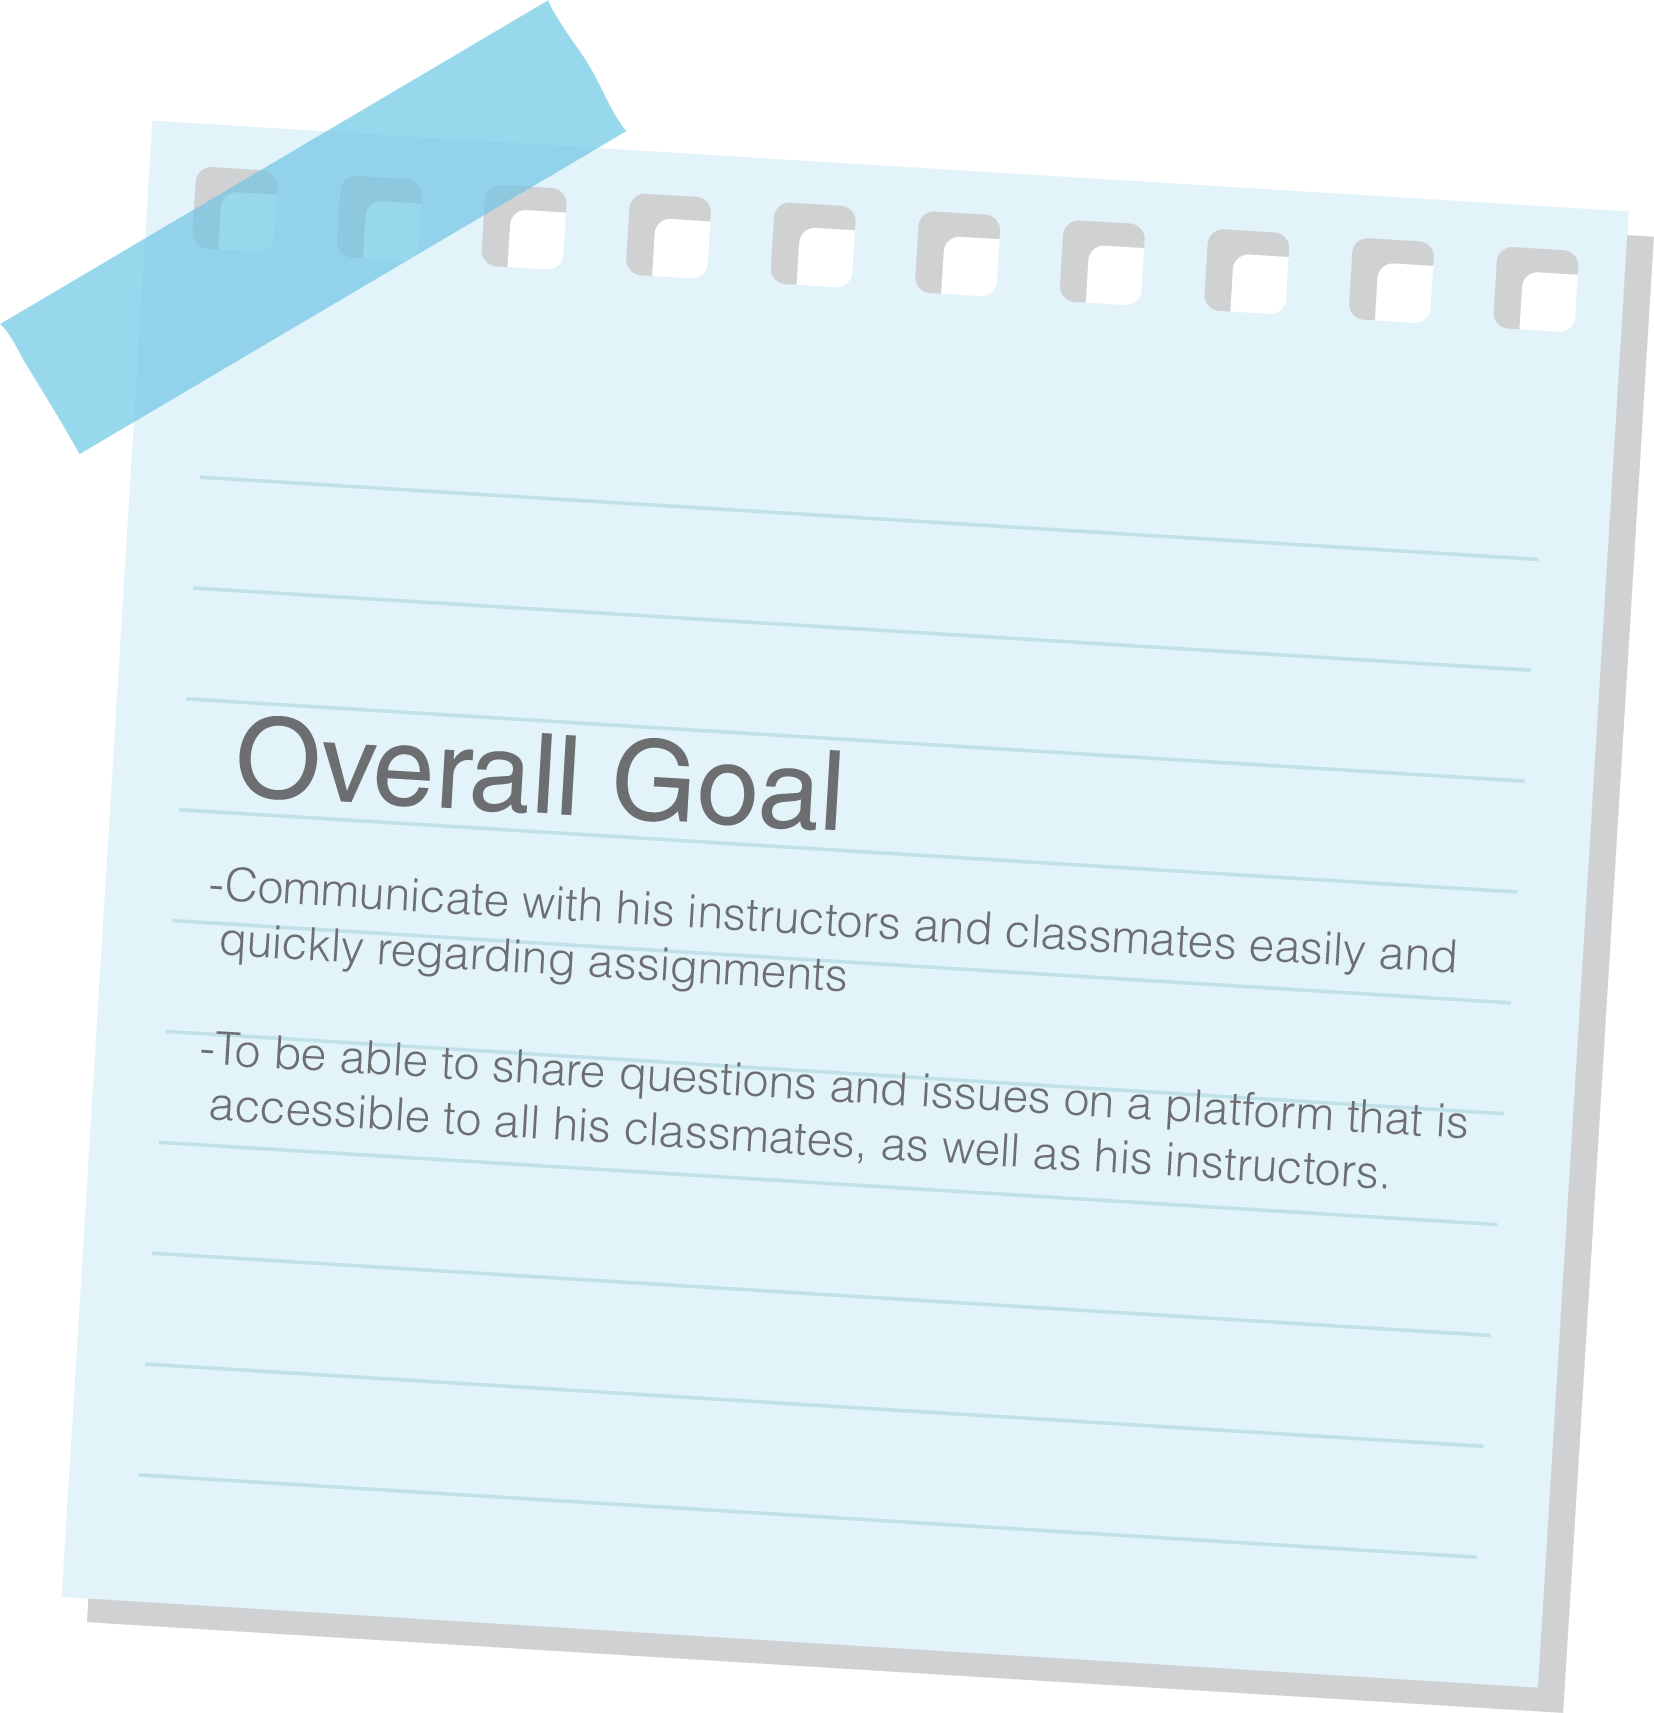 Overall Goal
-Communicate with his instructors and classmates easily and
quickly regarding assignments
-To be able to share questions and issues on a platform that is
accessible to all his classmates, as well as his instructors.